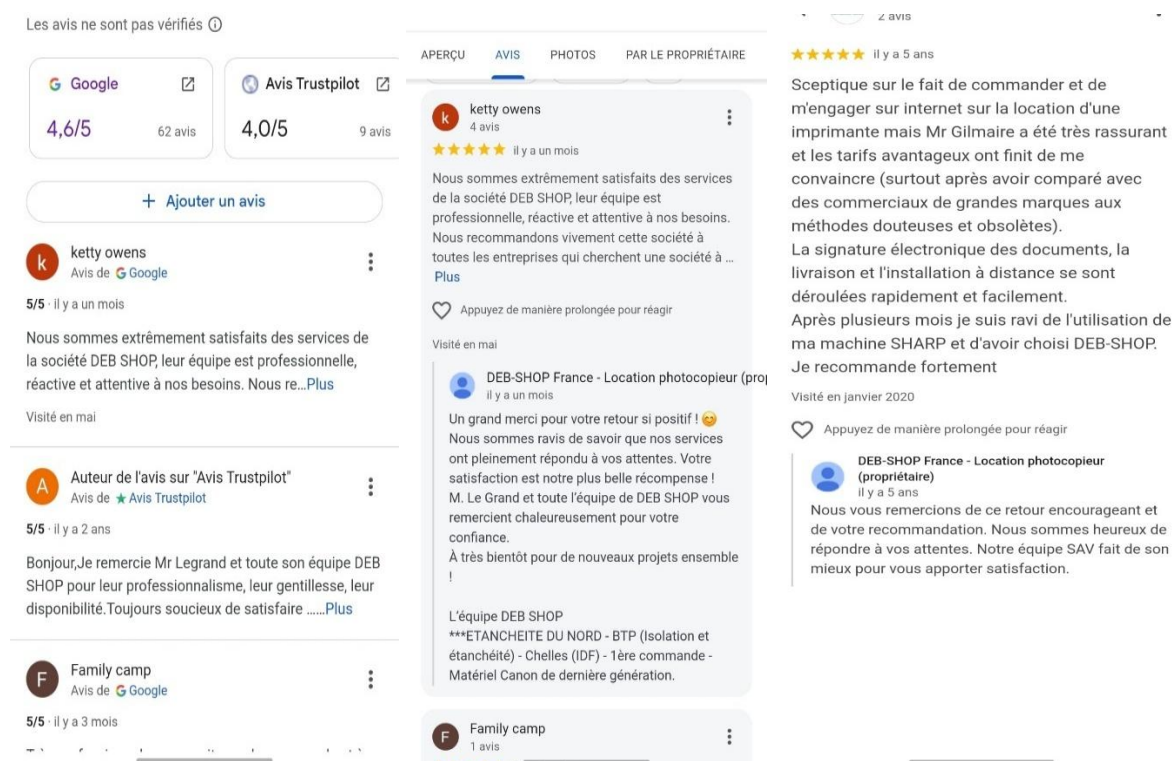 Les avis ne sont pas vérifiés
Google
4,6/5
62 avis
Avis Trustpilot
4,0/5
9 avis
+ Ajouter un avis
k
ketty owens
Avis de Google
5/5 · il y a un mois
Nous sommes extrêmement satisfaits des services de
la société DEB SHOP, leur équipe est professionnelle,
réactive et attentive à nos besoins. Nous re...Plus
Visité en mai
A
Auteur de l'avis sur "Avis Trustpilot"
Avis de Avis Trustpilot
5/5 · il y a 2 ans
Bonjour,Je remercie Mr Legrand et toute son équipe DEB
SHOP pour leur professionnalisme, leur gentillesse, leur
disponibilité.Toujours soucieux de satisfaire ......Plus
F
Family camp
Avis de Google
5/5 · il y a 3 mois
APERÇU
AVIS
PHOTOS
PAR LE PROPRIÉTAIRE
k
ketty owens
4 avis
il y a un mois
Nous sommes extrêmement satisfaits des services
de la société DEB SHOP, leur équipe est
professionnelle, réactive et attentive à nos besoins.
Nous recommandons vivement cette société à
toutes les entreprises qui cherchent une société à ...
Plus
Appuyez de manière prolongée pour réagir
Visité en mai
DEB-SHOP France - Location photocopieur
il y a un mois
Un grand merci pour votre retour si positif ! 😊
Nous sommes ravis de savoir que nos services
ont pleinement répondu à vos attentes. Votre
satisfaction est notre plus belle récompense !
M. Le Grand et toute l'équipe de DEB SHOP vous
remercient chaleureusement pour votre
confiance.
À très bientôt pour de nouveaux projets ensemble
!
L'équipe DEB SHOP
***ETANCHEITE DU NORD - BTP (Isolation et
étanchéité) - Chelles (IDF) - 1ère commande -
Matériel Canon de dernière génération.
F
Family camp
1 avis
2 avis
il y a 5 ans
Sceptique sur le fait de commander et de
m'engager sur internet sur la location d'une
imprimante mais Mr Gilmaire a été très rassurant
et les tarifs avantageux ont finit de me
convaincre (surtout après avoir comparé avec
des commerciaux de grandes marques aux
méthodes douteuses et obsolètes).
La signature électronique des documents, la
livraison et l'installation à distance se sont
déroulées rapidement et facilement.
Après plusieurs mois je suis ravi de l'utilisation de
ma machine SHARP et d'avoir choisi DEB-SHOP.
Je recommande fortement
Visité en janvier 2020
Appuyez de manière prolongée pour réagir
DEB-SHOP France - Location photocopieur
(propriétaire)
il y a 5 ans
Nous vous remercions de ce retour encourageant et
de votre recommandation. Nous sommes heureux de
répondre à vos attentes. Notre équipe SAV fait de son
mieux pour vous apporter satisfaction.